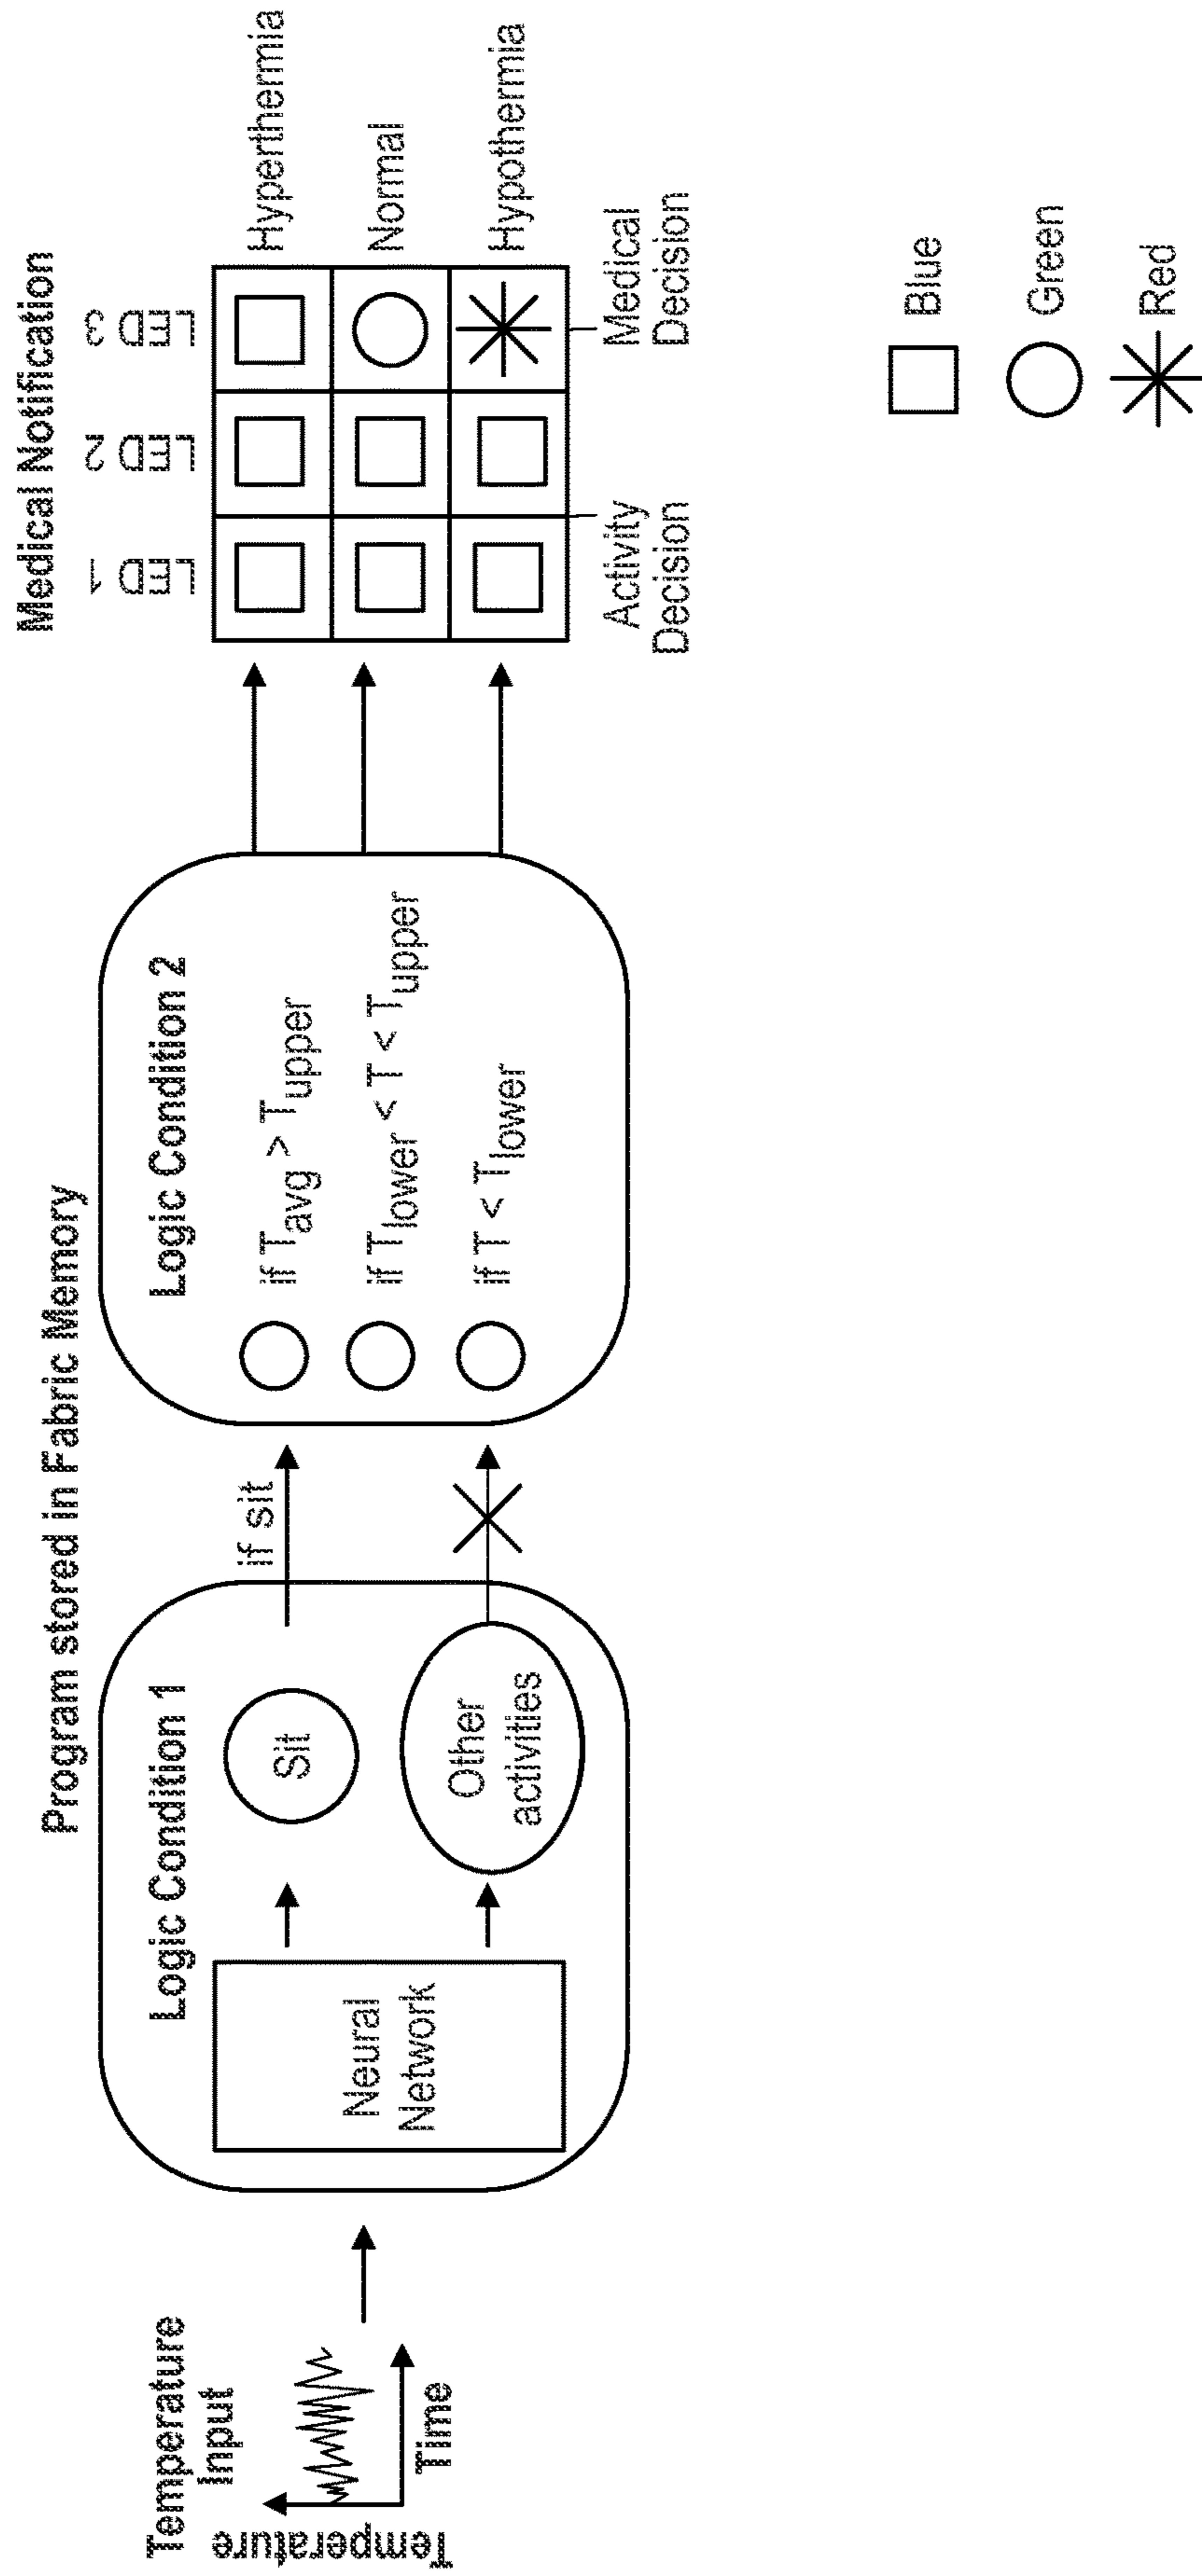 Temperature
input
Temperature
Time
Program stored in Fabric Memory
Logic Condition 1
Neural
Network
Sit
Other
activities
if sit
Logic Condition 2
if Tavg > Tupper
if Tlower < T < Tupper
if T < Tlower
Medical Notification
LED 1
LED 2
LED 3
Hyperthermia
Normal
Hypothermia
Activity
Decision
Medical
Decision
Blue
Green
Red